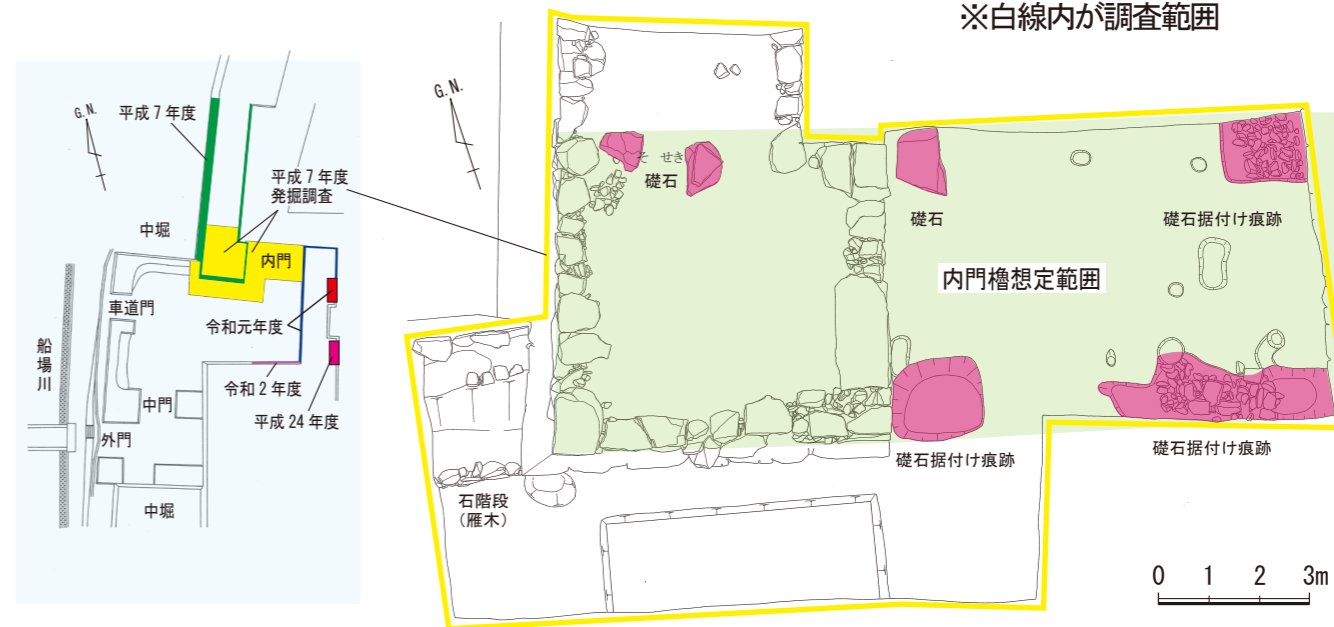 ※白線内が調査範囲
G.N.
平成7年度
平成7年度
発掘調査
中堀
内門
車道門
令和元年度
船場川
令和2年度
中門
平成24年度
外門
中堀
G.N.
そせき
礎石
礎石
礎石据付け痕跡
内門櫓想定範囲
礎石据付け痕跡
礎石据付け痕跡
石階段
(雁木)
0 1 2 3m